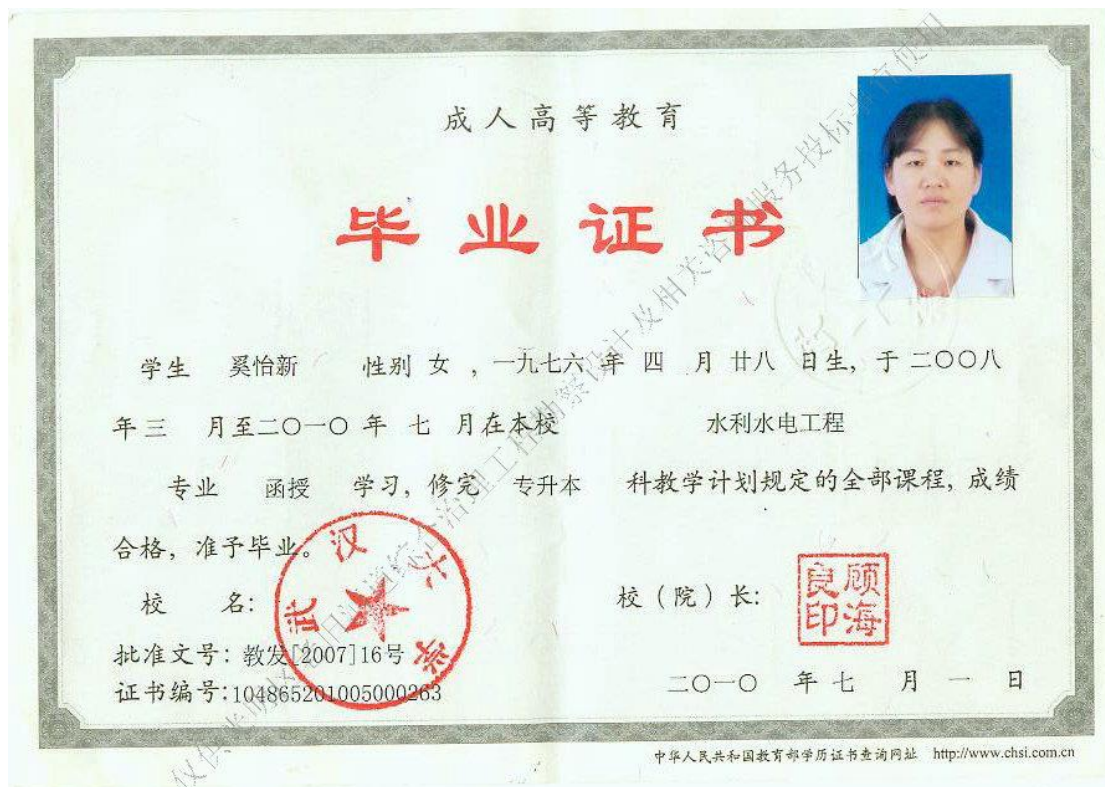 成人高等教育
毕业证书
学生 奚怡新 性别 女 , 一九七六 年 四 月 廿八 日生, 于 二〇〇八
年 三 月至二〇一〇 年 七 月在本校 水利水电工程
专业 函授 学习, 修完 专升本 科教学计划规定的全部课程, 成绩
合格, 准予毕业。
校 名: 武汉大学
校（院）长: 顾海良印
批准文号: 教发[2007]16号
证书编号:104865201005000263
二〇一〇 年 七 月 一 日
中华人民共和国教育部学历证书查询网址 http://www.chsi.com.cn